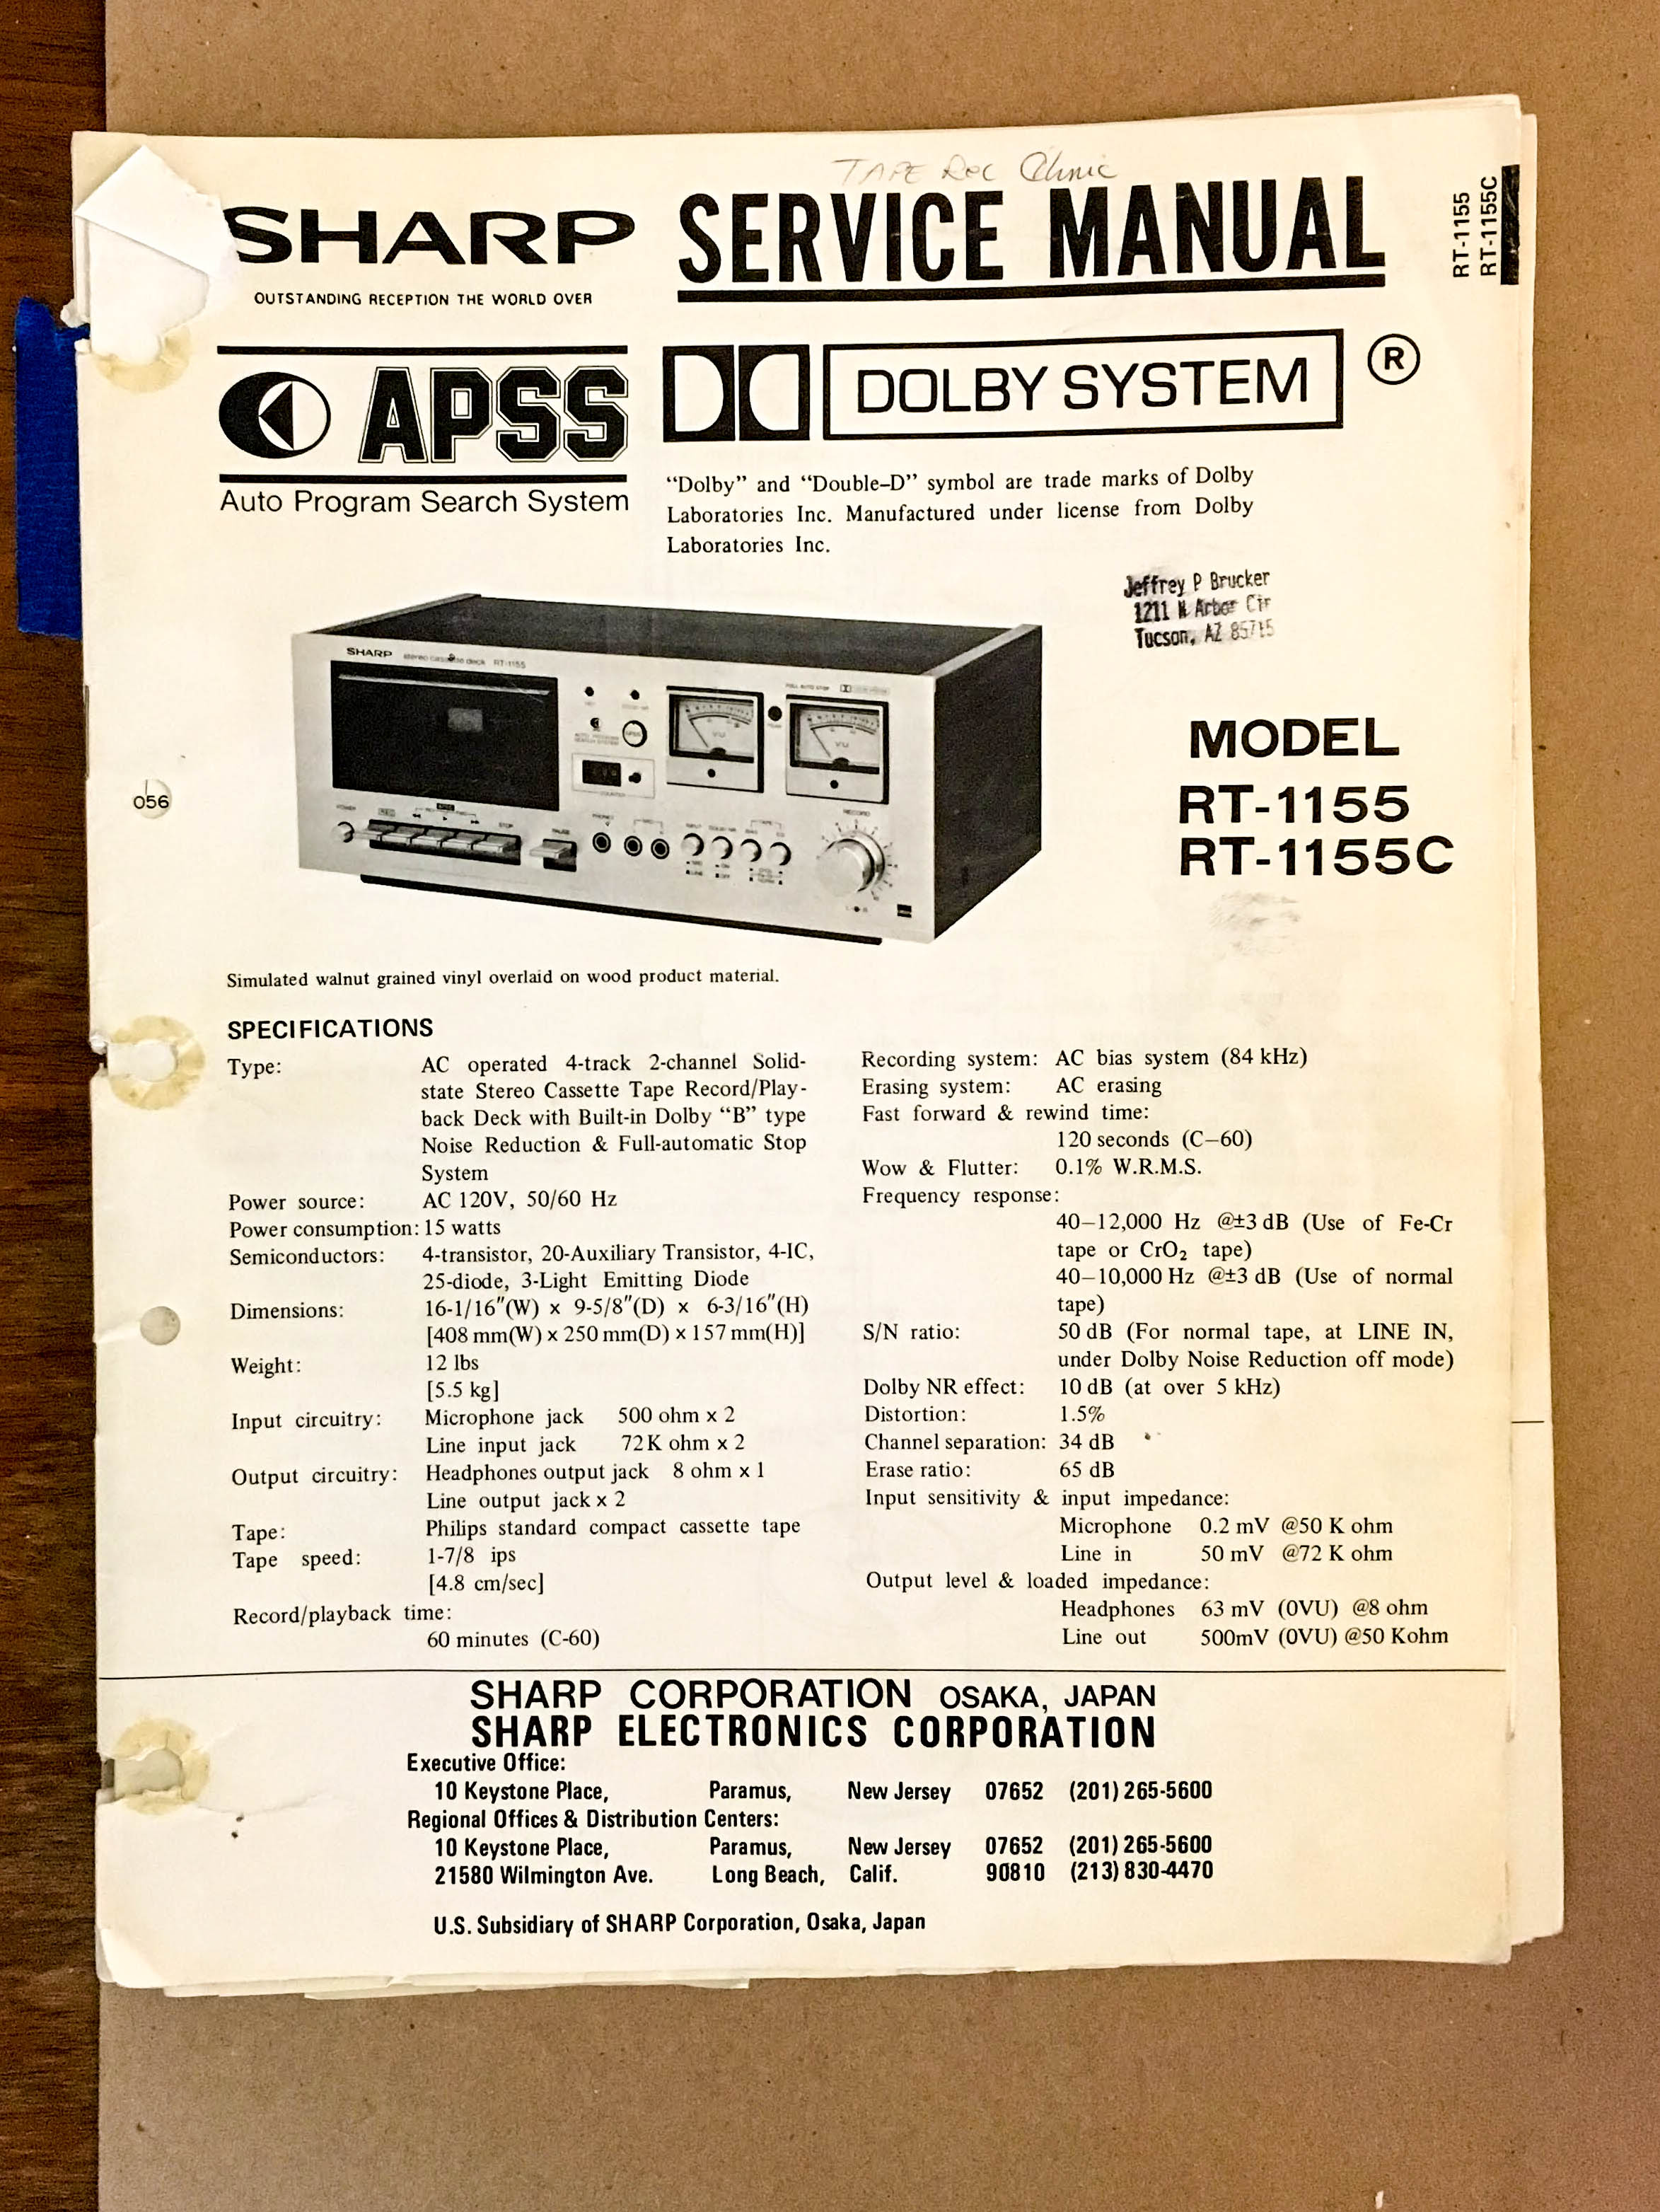 TAPE Rec Clinic
SHARP
OUTSTANDING RECEPTION THE WORLD OVER
SERVICE MANUAL
RT-1155
RT-1155C
APSS
Auto Program Search System
DOLBY SYSTEM ®
“Dolby” and “Double–D” symbol are trade marks of Dolby
Laboratories Inc. Manufactured under license from Dolby
Laboratories Inc.
Jeffrey P Brucker
1211 N Arbor Cir
Tucson, AZ 85715
SHARP stereo cassette deck RT-1155
MODEL
RT-1155
RT-1155C
056
Simulated walnut grained vinyl overlaid on wood product material.
SPECIFICATIONS
Type: AC operated 4-track 2-channel Solid-
state Stereo Cassette Tape Record/Play-
back Deck with Built-in Dolby “B” type
Noise Reduction & Full-automatic Stop
System
Power source: AC 120V, 50/60 Hz
Power consumption: 15 watts
Semiconductors: 4-transistor, 20-Auxiliary Transistor, 4-IC,
25-diode, 3-Light Emitting Diode
Dimensions: 16-1/16″(W) x 9-5/8″(D) x 6-3/16″(H)
[408 mm(W) x 250 mm(D) x 157 mm(H)]
Weight: 12 lbs
[5.5 kg]
Input circuitry: Microphone jack 500 ohm x 2
Line input jack 72K ohm x 2
Output circuitry: Headphones output jack 8 ohm x 1
Line output jack x 2
Tape: Philips standard compact cassette tape
Tape speed: 1-7/8 ips
[4.8 cm/sec]
Record/playback time:
60 minutes (C-60)
Recording system: AC bias system (84 kHz)
Erasing system: AC erasing
Fast forward & rewind time:
120 seconds (C–60)
Wow & Flutter: 0.1% W.R.M.S.
Frequency response:
40–12,000 Hz @±3 dB (Use of Fe-Cr
tape or CrO₂ tape)
40–10,000 Hz @±3 dB (Use of normal
tape)
S/N ratio: 50 dB (For normal tape, at LINE IN,
under Dolby Noise Reduction off mode)
Dolby NR effect: 10 dB (at over 5 kHz)
Distortion: 1.5%
Channel separation: 34 dB
Erase ratio: 65 dB
Input sensitivity & input impedance:
Microphone 0.2 mV @50 K ohm
Line in 50 mV @72 K ohm
Output level & loaded impedance:
Headphones 63 mV (0VU) @8 ohm
Line out 500mV (0VU) @50 Kohm
SHARP CORPORATION OSAKA, JAPAN
SHARP ELECTRONICS CORPORATION
Executive Office:
10 Keystone Place, Paramus, New Jersey 07652 (201) 265-5600
Regional Offices & Distribution Centers:
10 Keystone Place, Paramus, New Jersey 07652 (201) 265-5600
21580 Wilmington Ave. Long Beach, Calif. 90810 (213) 830-4470
U.S. Subsidiary of SHARP Corporation, Osaka, Japan